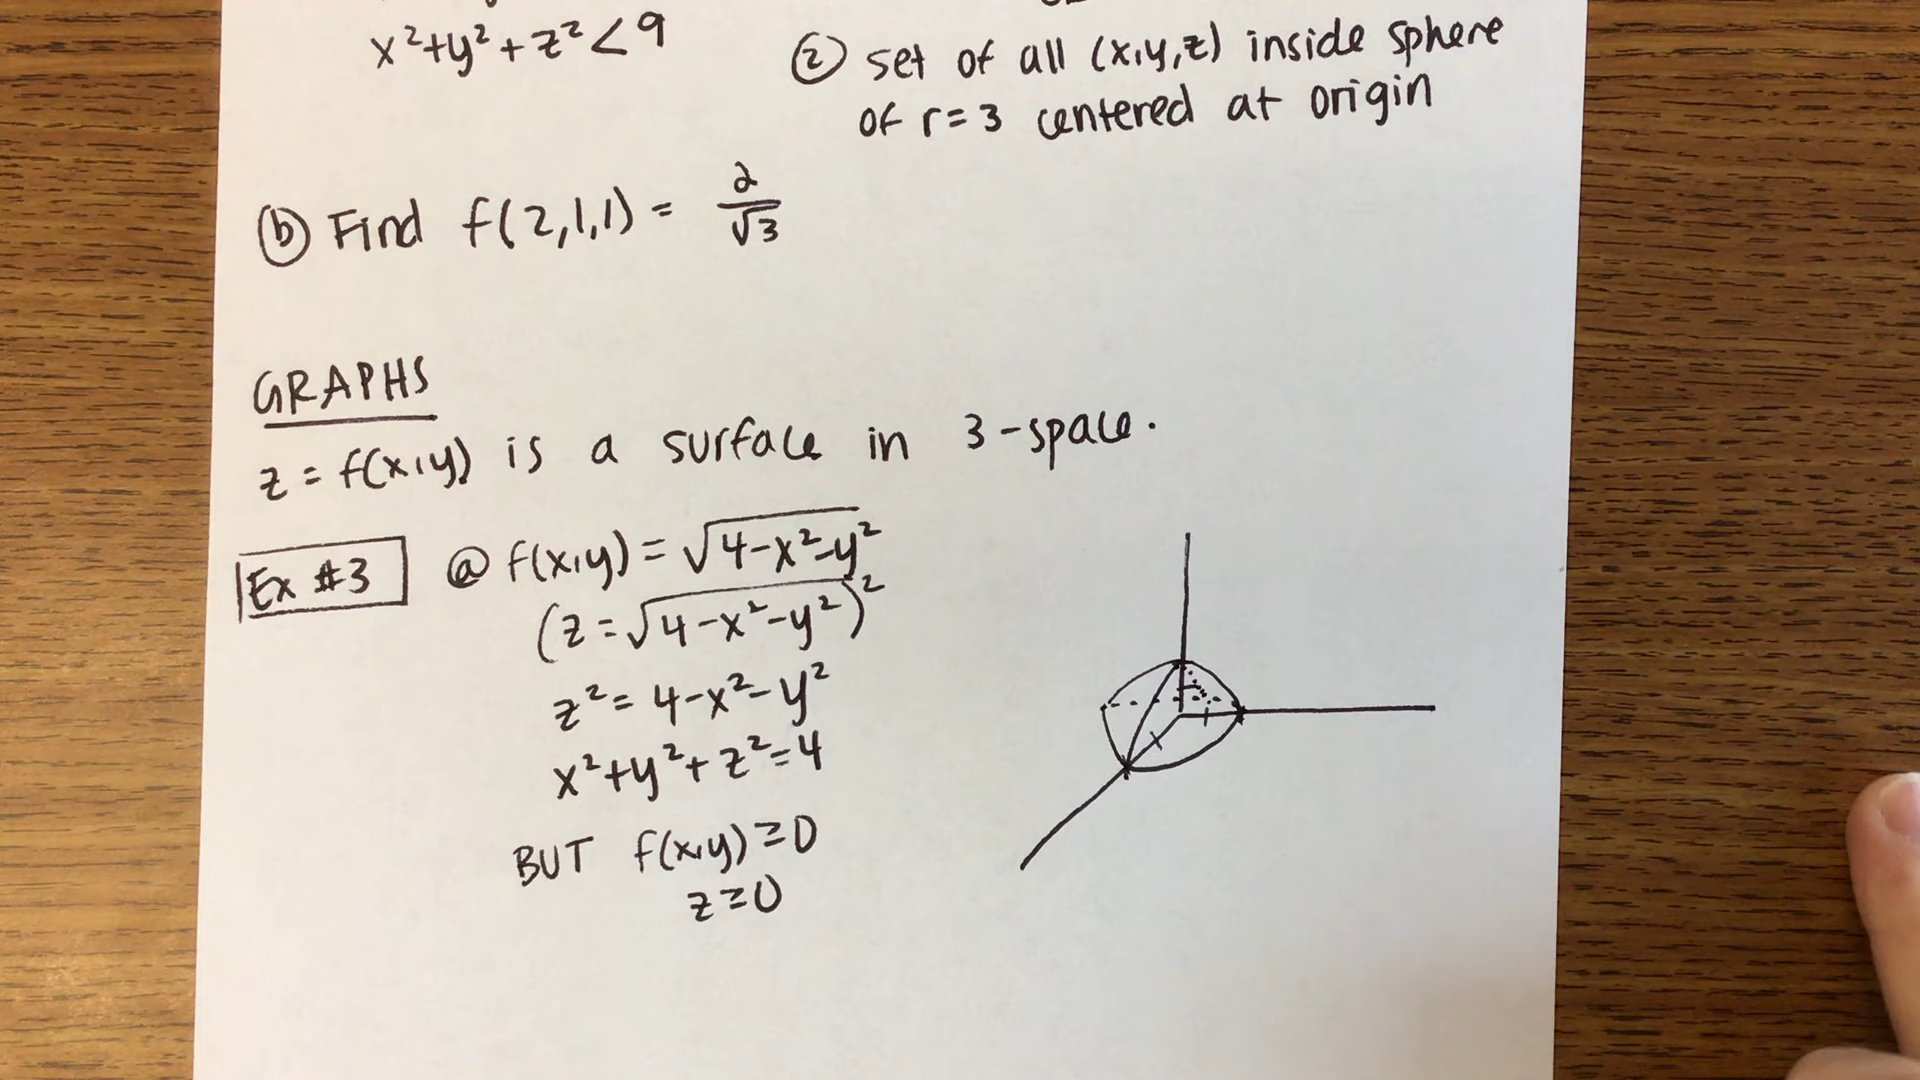 x²+y²+z²<9
② set of all (x,y,z) inside sphere
of r=3 centered at origin
ⓑ Find f(2,1,1) = 2/√3
GRAPHS
z = f(x,y) is a surface in 3-space.
Ex #3
ⓐ f(x,y) = √4-x²-y²
(z = √4-x²-y²)²
z² = 4-x²-y²
x²+y²+z²=4
BUT f(x,y) ≥0
z≥0